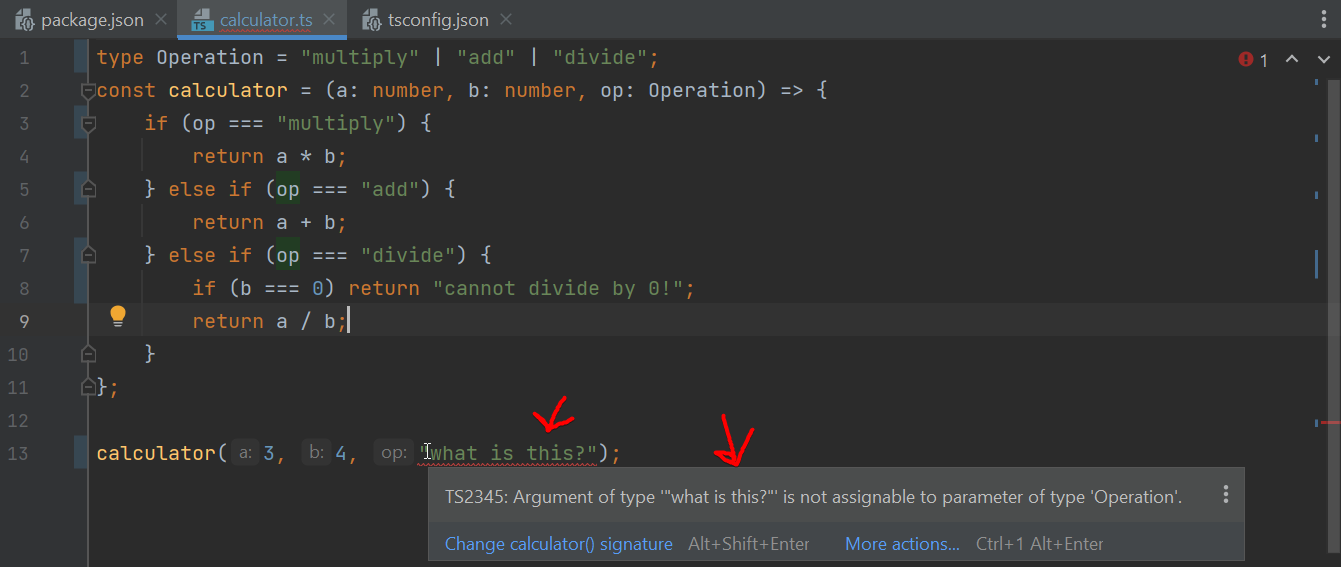 package.json calculator.ts tsconfig.json
1 type Operation = "multiply" | "add" | "divide"; 1
2 const calculator = (a: number, b: number, op: Operation) => {
3 if (op === "multiply") {
4 return a * b;
5 } else if (op === "add") {
6 return a + b;
7 } else if (op === "divide") {
8 if (b === 0) return "cannot divide by 0!";
9 return a / b;
10 }
11 };
12
13 calculator( a: 3, b: 4, op: "what is this?");
TS2345: Argument of type '"what is this?"' is not assignable to parameter of type 'Operation'.
Change calculator() signature Alt+Shift+Enter More actions... Ctrl+1 Alt+Enter